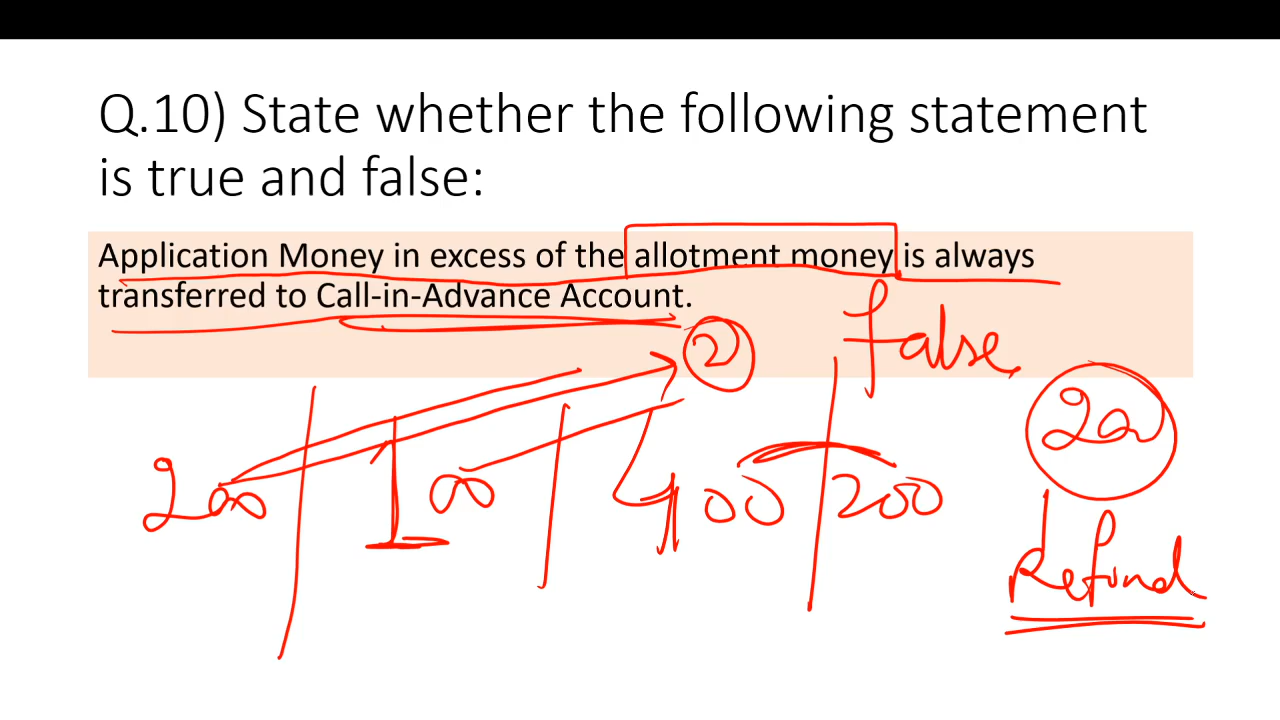 Q.10) State whether the following statement
is true and false:
Application Money in excess of the allotment money is always
transferred to Call-in-Advance Account.
2
False
200
200 100 400 200
Refund